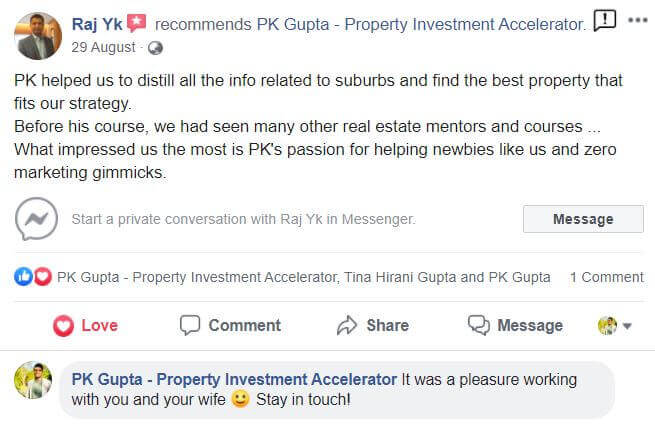 Raj Yk recommends PK Gupta - Property Investment Accelerator.
29 August ·
PK helped us to distill all the info related to suburbs and find the best property that
fits our strategy.
Before his course, we had seen many other real estate mentors and courses ...
What impressed us the most is PK's passion for helping newbies like us and zero
marketing gimmicks.
Start a private conversation with Raj Yk in Messenger.
Message
PK Gupta - Property Investment Accelerator, Tina Hirani Gupta and PK Gupta 1 Comment
Love Comment Share Message
PK Gupta - Property Investment Accelerator It was a pleasure working
with you and your wife 🙂 Stay in touch!